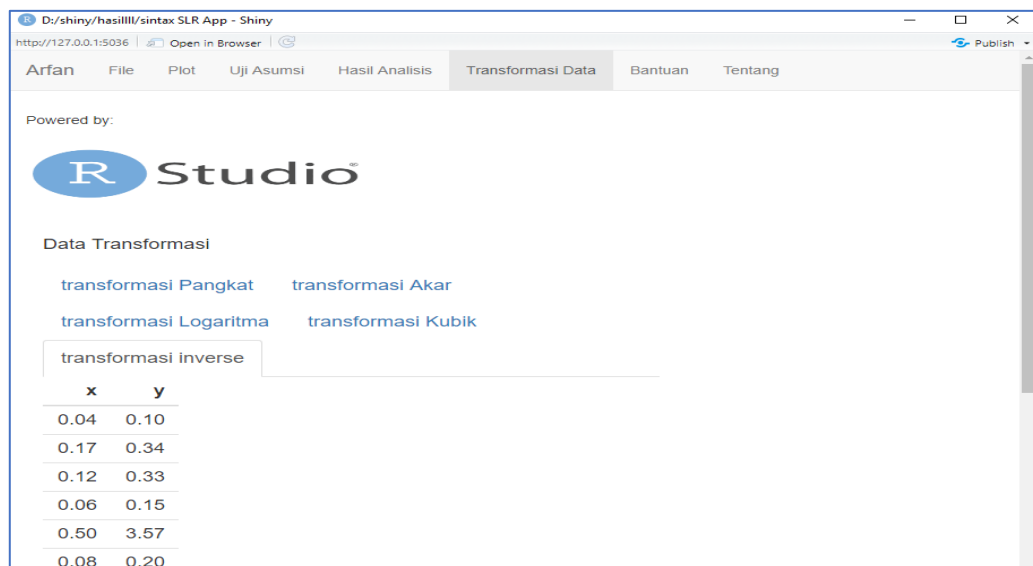 R D:/shiny/hasillll/sintax SLR App - Shiny
http://127.0.0.1:5036 Open in Browser Publish
Arfan File Plot Uji Asumsi Hasil Analisis Transformasi Data Bantuan Tentang
Powered by:
R Studio®
Data Transformasi
transformasi Pangkat transformasi Akar
transformasi Logaritma transformasi Kubik
transformasi inverse
x y
0.04 0.10
0.17 0.34
0.12 0.33
0.06 0.15
0.50 3.57
0.08 0.20